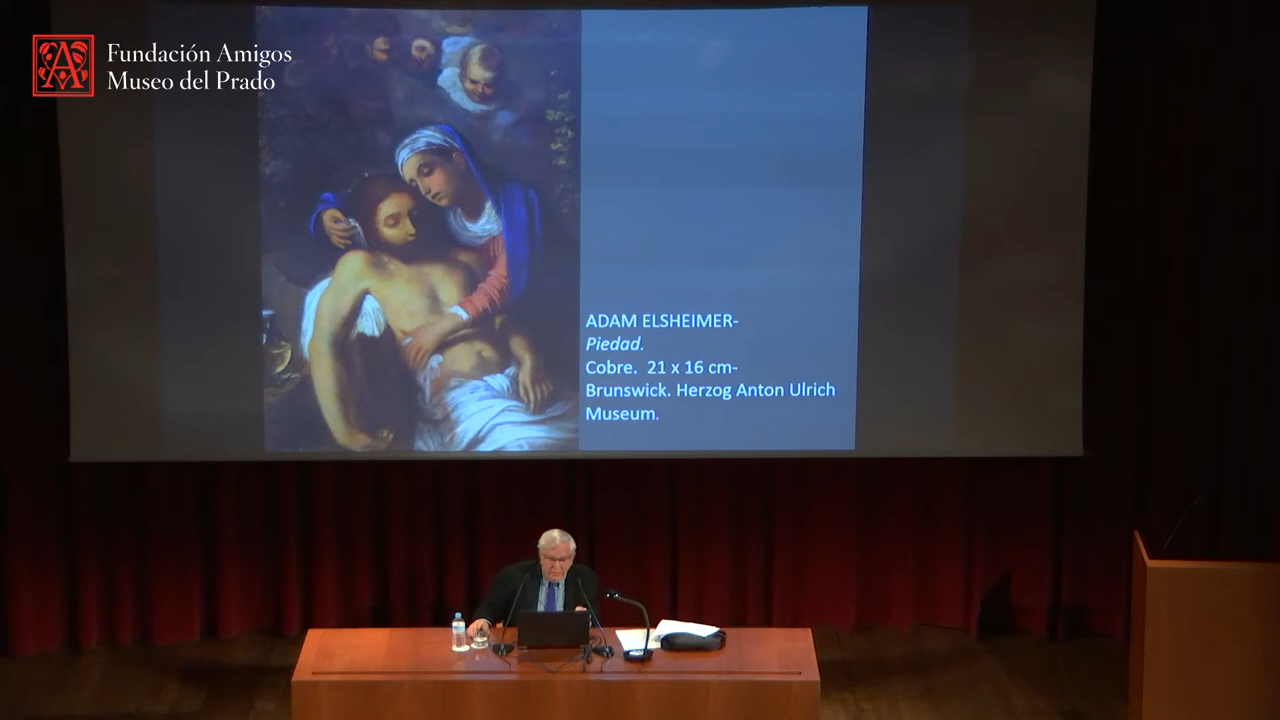 Fundación Amigos
Museo del Prado
ADAM ELSHEIMER-
Piedad.
Cobre.  21 x 16 cm-
Brunswick. Herzog Anton Ulrich
Museum.